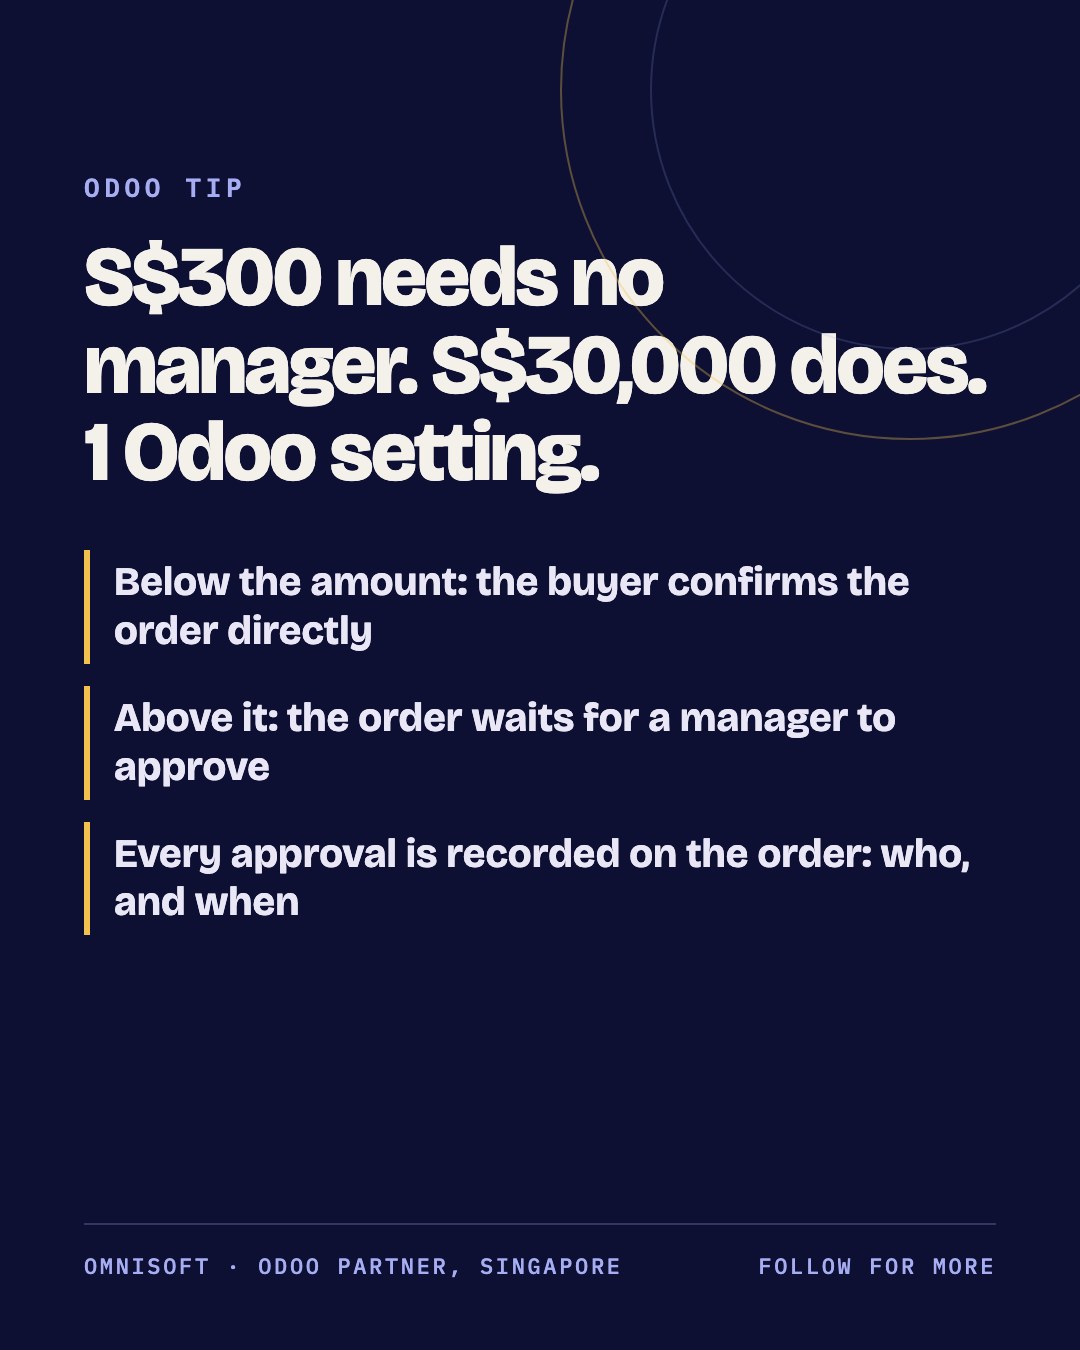 ODOO TIP
S$300 needs no
manager. S$30,000 does.
1 Odoo setting.
Below the amount: the buyer confirms the
order directly
Above it: the order waits for a manager to
approve
Every approval is recorded on the order: who,
and when
OMNISOFT · ODOO PARTNER, SINGAPORE
FOLLOW FOR MORE